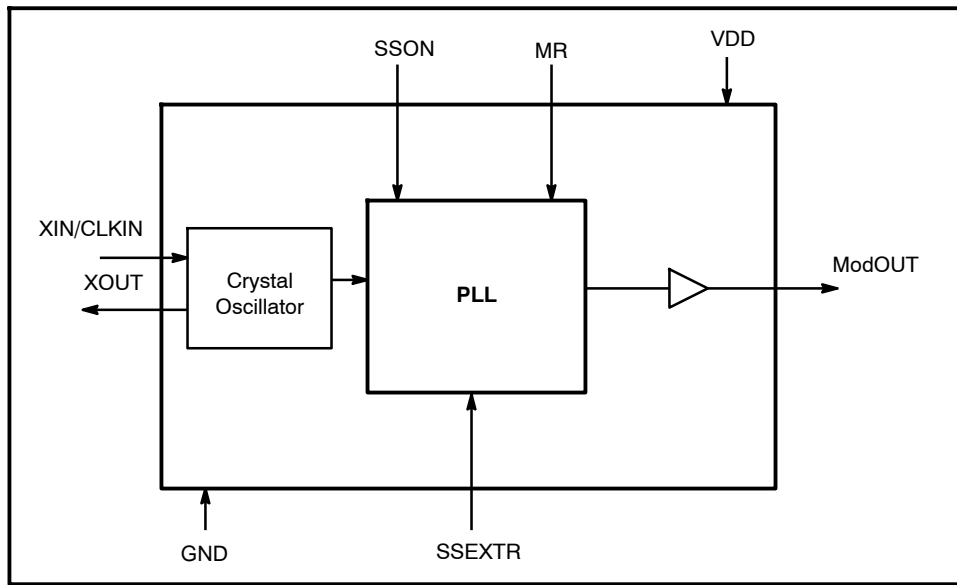 SSON
MR
VDD
XIN/CLKIN
XOUT
Crystal
Oscillator
PLL
ModOUT
GND
SSEXTR